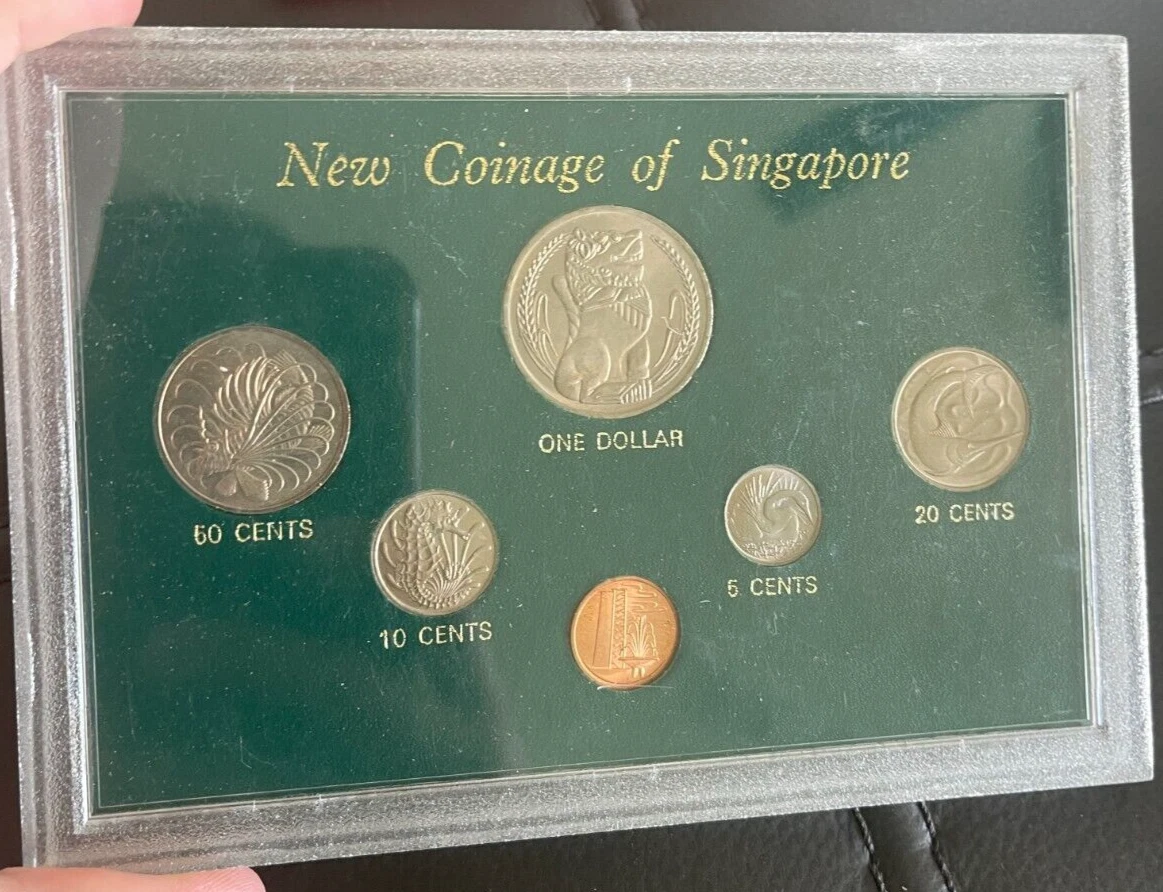 New Coinage of Singapore
ONE DOLLAR
50 CENTS
20 CENTS
10 CENTS
5 CENTS